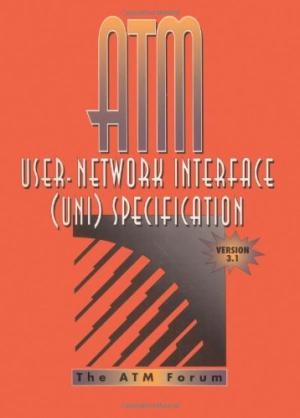 ATM
USER-NETWORK INTERFACE
(UNI) SPECIFICATION
VERSION
3.1
The ATM Forum